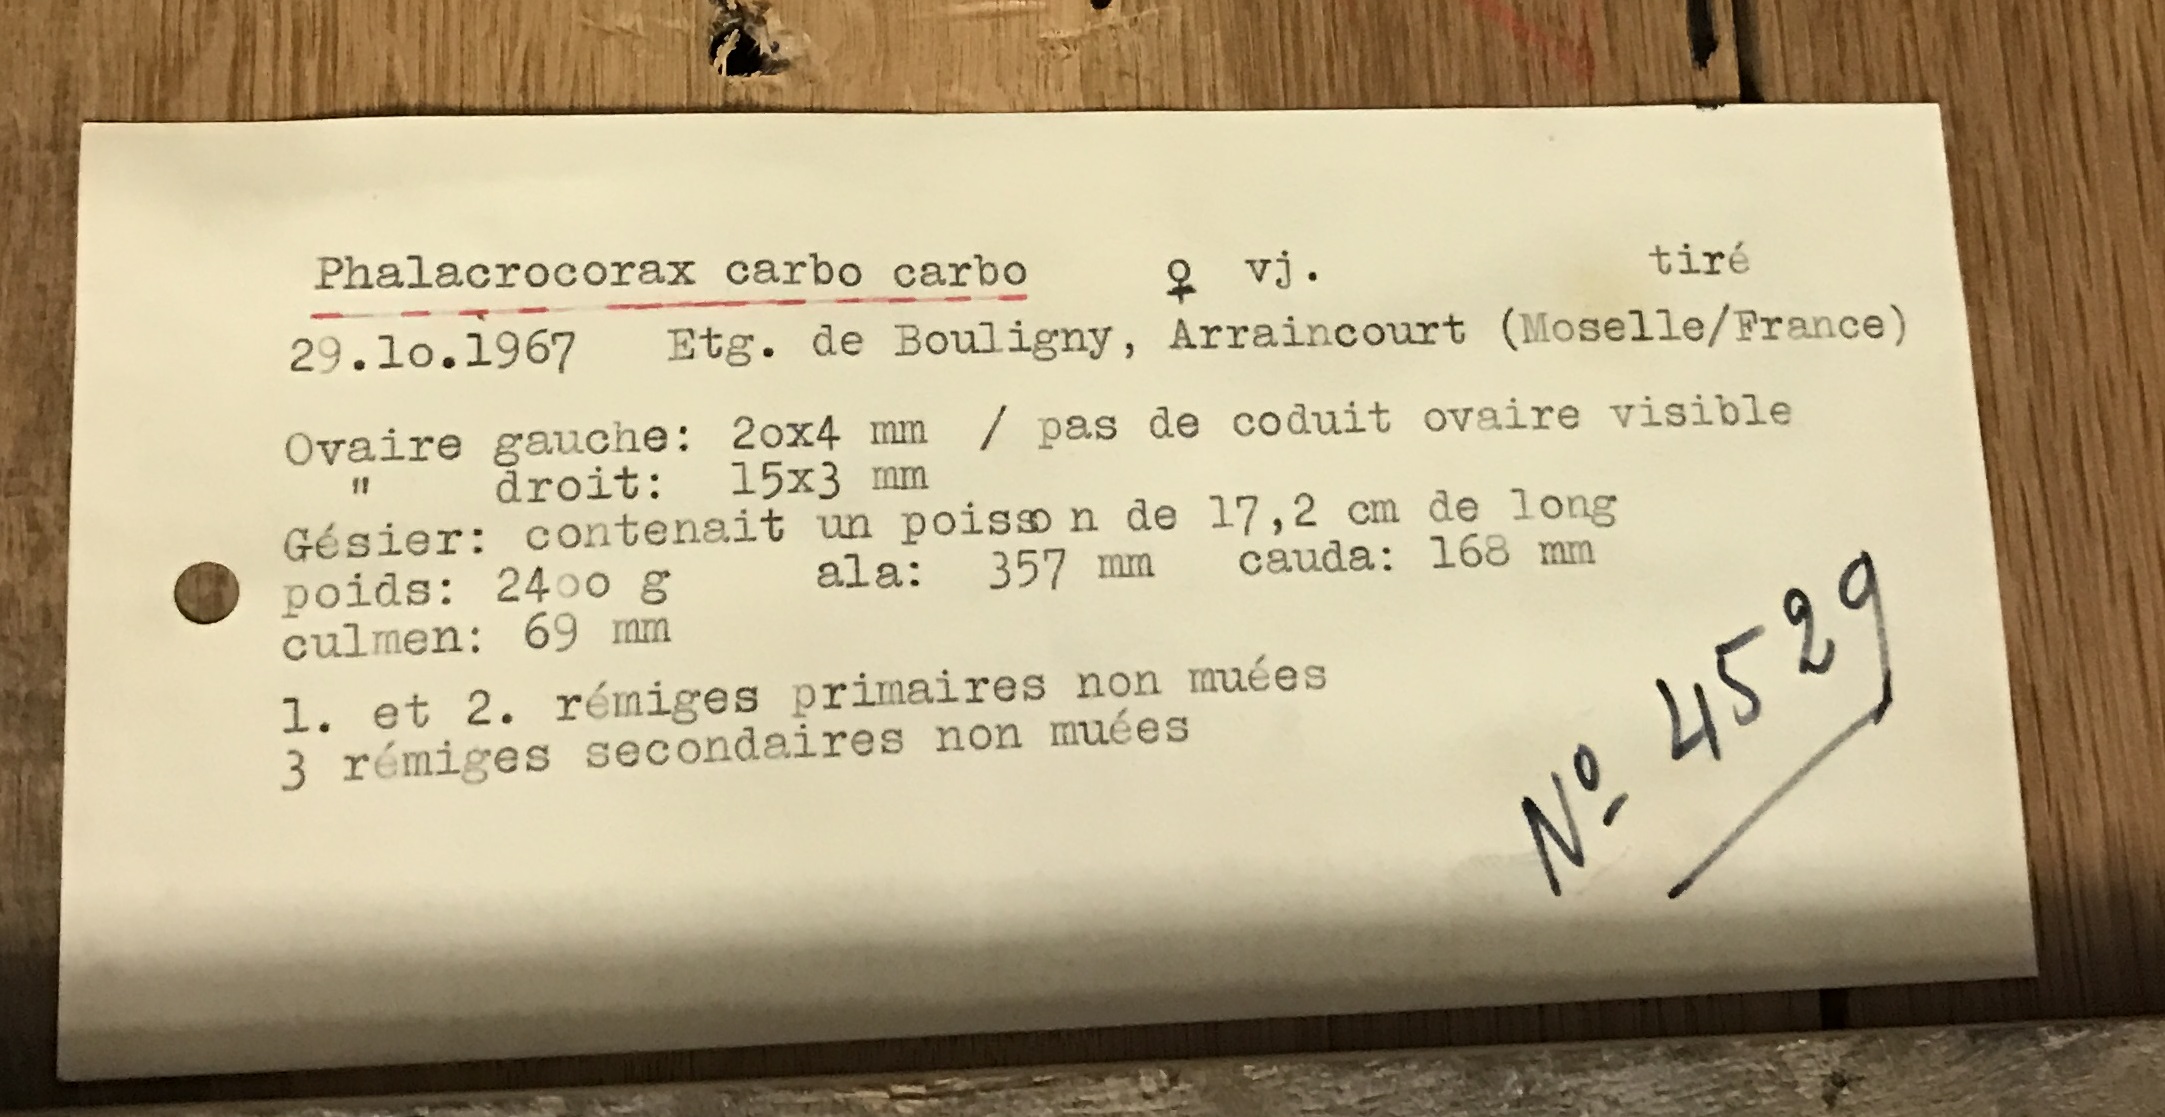 Phalacrocorax carbo carbo ♀ vj. tiré
29.lo.1967 Etg. de Bouligny, Arraincourt (Moselle/France)
Ovaire gauche: 2ox4 mm / pas de coduit ovaire visible
" droit: 15x3 mm
Gésier: contenait un poisson de 17,2 cm de long
poids: 24oo g ala: 357 mm cauda: 168 mm
culmen: 69 mm
1. et 2. rémiges primaires non muées
3 rémiges secondaires non muées
Nº 4529